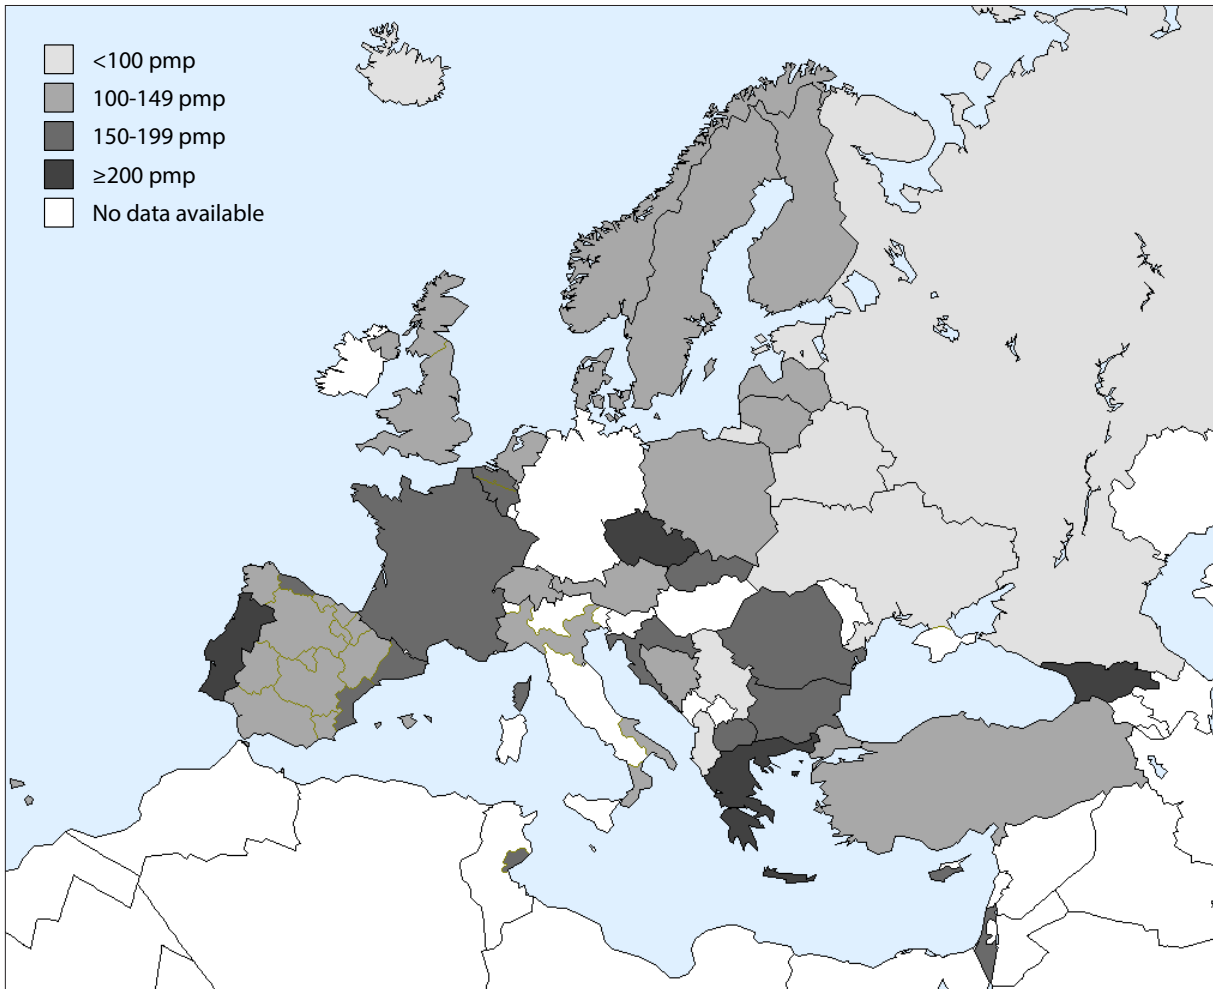 <100 pmp
100-149 pmp
150-199 pmp
≥200 pmp
No data available